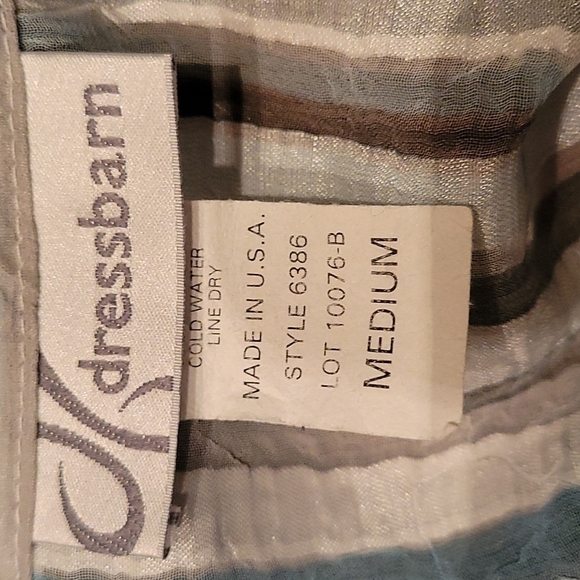 dressbarn
COLD WATER
LINE DRY
MADE IN U.S.A.
STYLE 6386
LOT 10076-B
MEDIUM